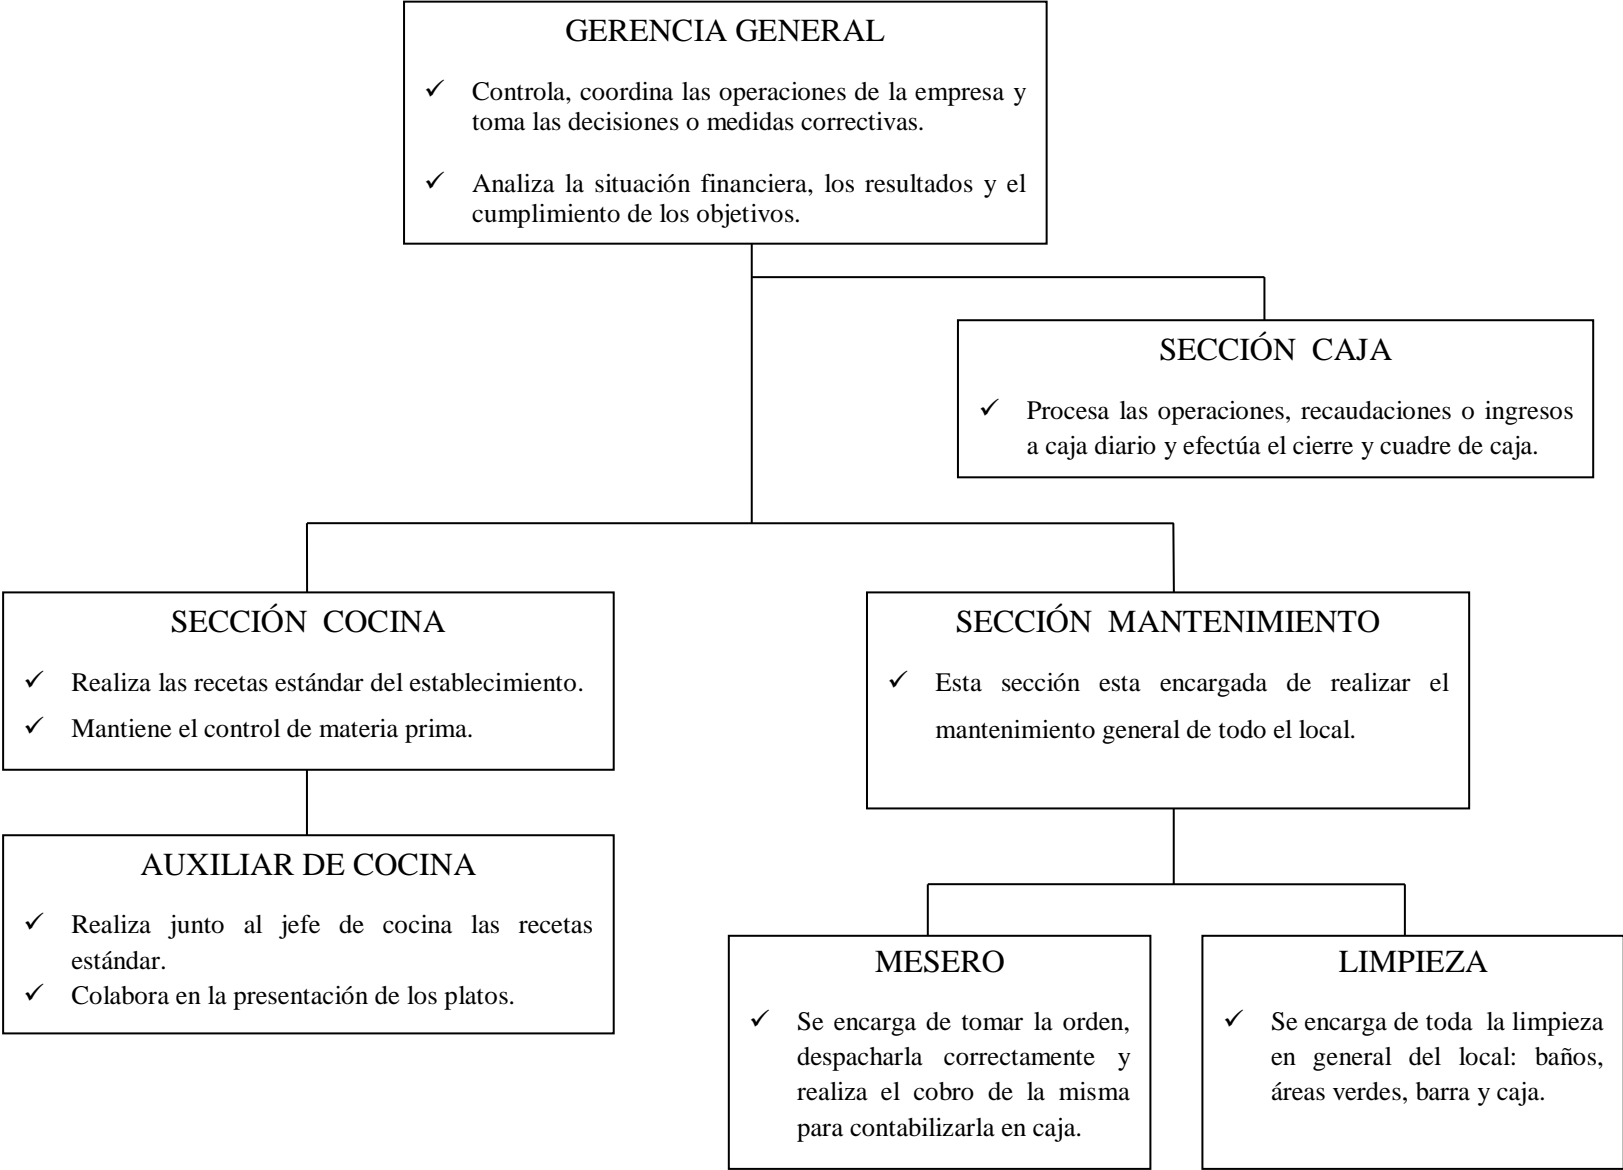 GERENCIA GENERAL
✓ Controla, coordina las operaciones de la empresa y
toma las decisiones o medidas correctivas.
✓ Analiza la situación financiera, los resultados y el
cumplimiento de los objetivos.
SECCIÓN CAJA
✓ Procesa las operaciones, recaudaciones o ingresos
a caja diario y efectúa el cierre y cuadre de caja.
SECCIÓN COCINA
✓ Realiza las recetas estándar del establecimiento.
✓ Mantiene el control de materia prima.
SECCIÓN MANTENIMIENTO
✓ Esta sección esta encargada de realizar el
mantenimiento general de todo el local.
AUXILIAR DE COCINA
✓ Realiza junto al jefe de cocina las recetas
estándar.
✓ Colabora en la presentación de los platos.
MESERO
✓ Se encarga de tomar la orden,
despacharla correctamente y
realiza el cobro de la misma
para contabilizarla en caja.
LIMPIEZA
✓ Se encarga de toda la limpieza
en general del local: baños,
áreas verdes, barra y caja.